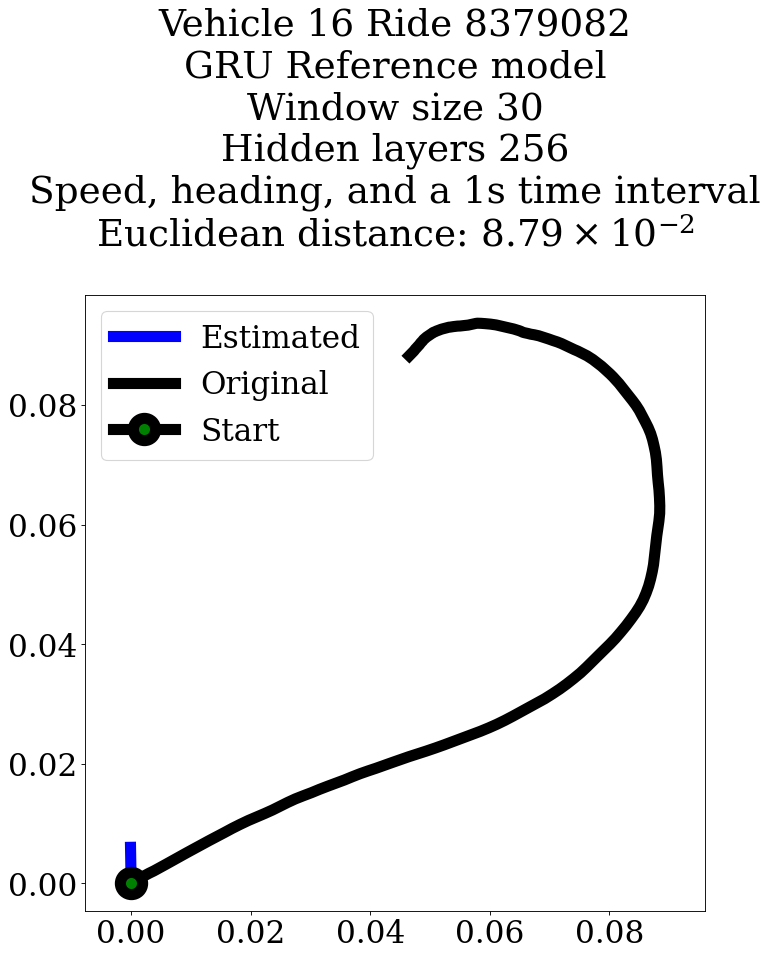 Vehicle 16 Ride 8379082
GRU Reference model
Window size 30
Hidden layers 256
Speed, heading, and a 1s time interval
Euclidean distance: 8.79 × 10⁻²
Estimated
Original
Start
0.08
0.06
0.04
0.02
0.00
0.00 0.02 0.04 0.06 0.08